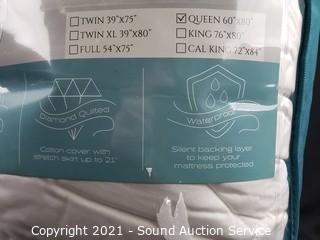 TWIN 39"X75"
QUEEN 60"x80"
TWIN XL 39"X80"
KING 76"X80"
FULL 54"X75"
CAL KING 72"X84"
Diamond Quilted
Waterproof
Cotton cover with
stretch skirt up to 21"
Silent backing layer
to keep your
mattress protected
Copyright 2021 - Sound Auction Service